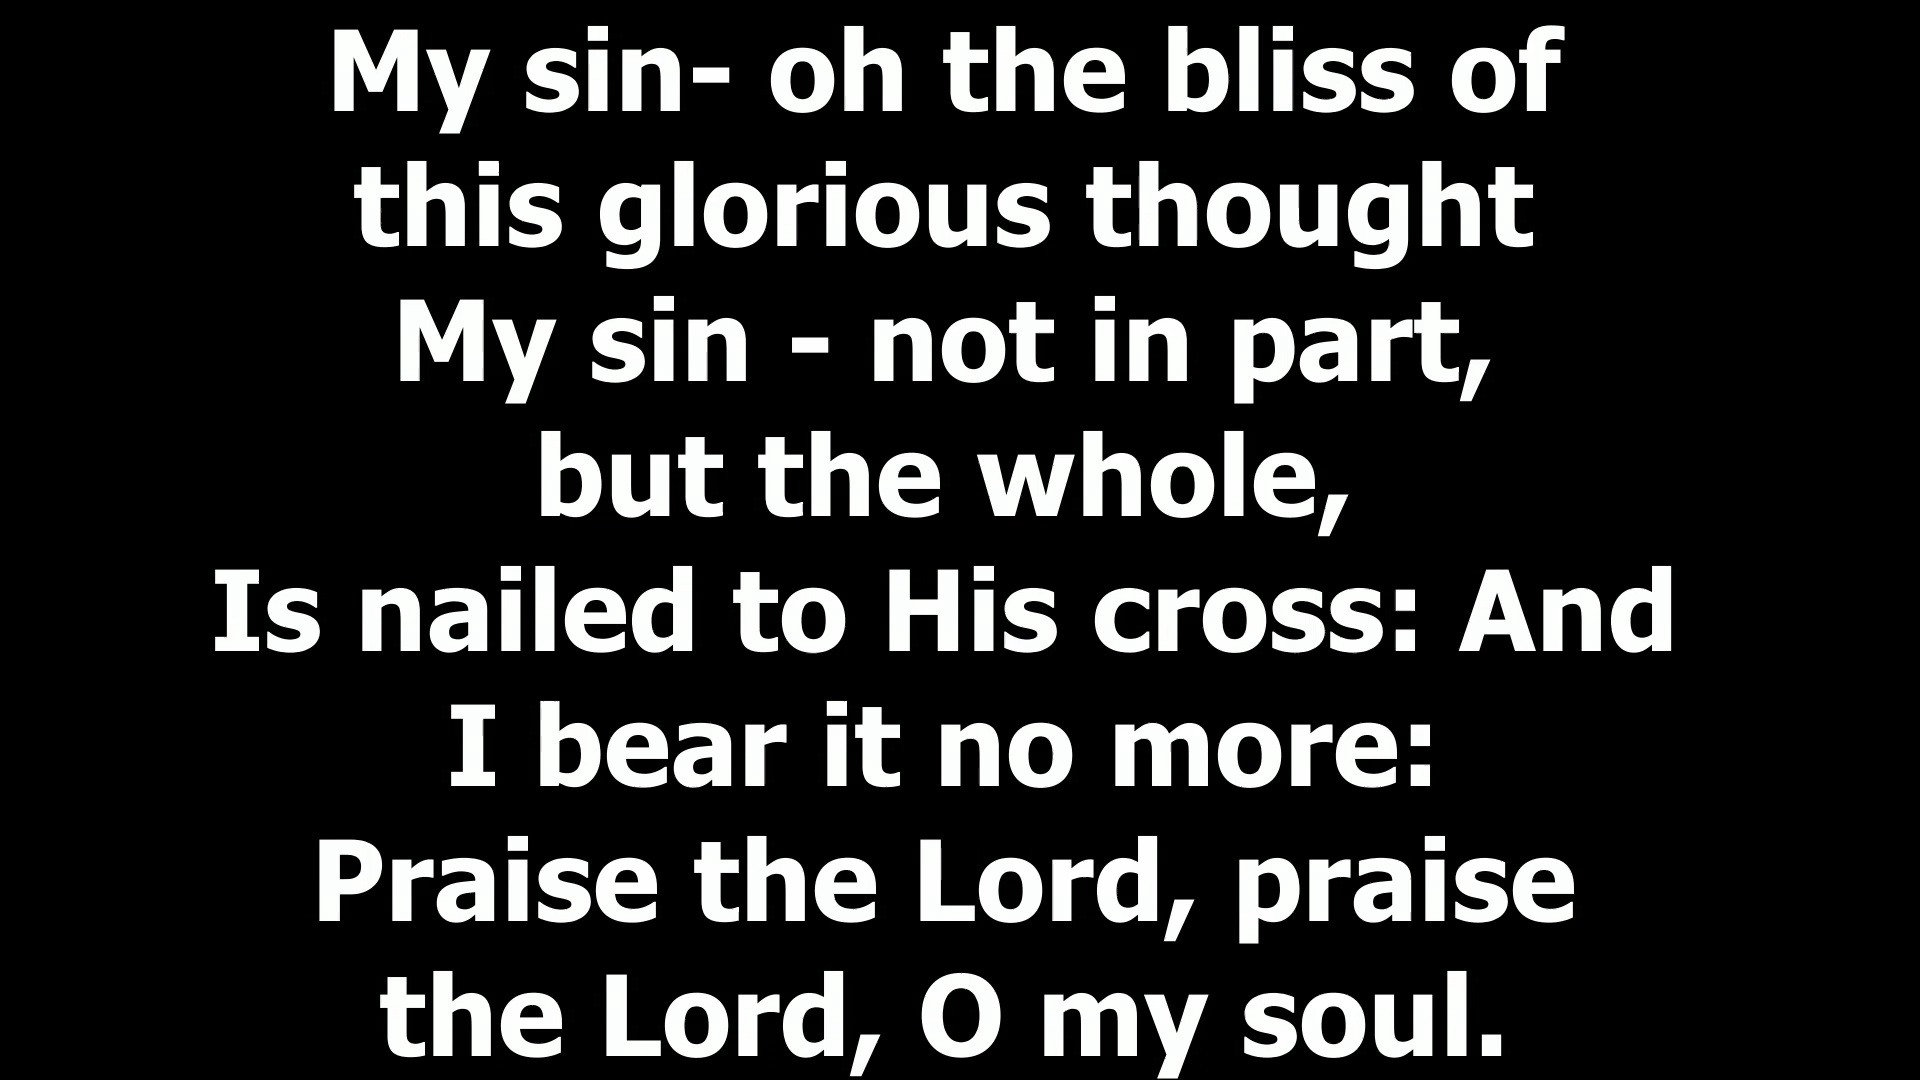 My sin- oh the bliss of
this glorious thought
My sin - not in part,
but the whole,
Is nailed to His cross: And
I bear it no more:
Praise the Lord, praise
the Lord, O my soul.